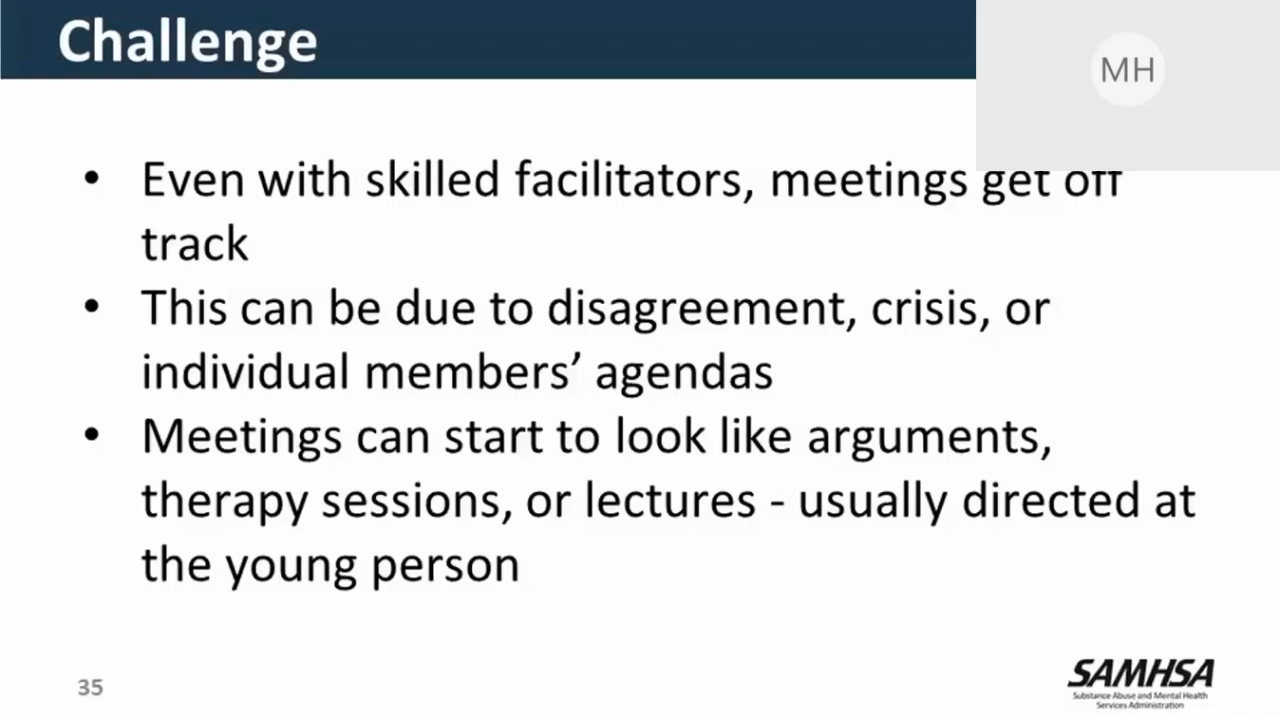 Challenge
MH
• Even with skilled facilitators, meetings get off
track
• This can be due to disagreement, crisis, or
individual members’ agendas
• Meetings can start to look like arguments,
therapy sessions, or lectures - usually directed at
the young person
35
SAMHSA
Substance Abuse and Mental Health
Services Administration